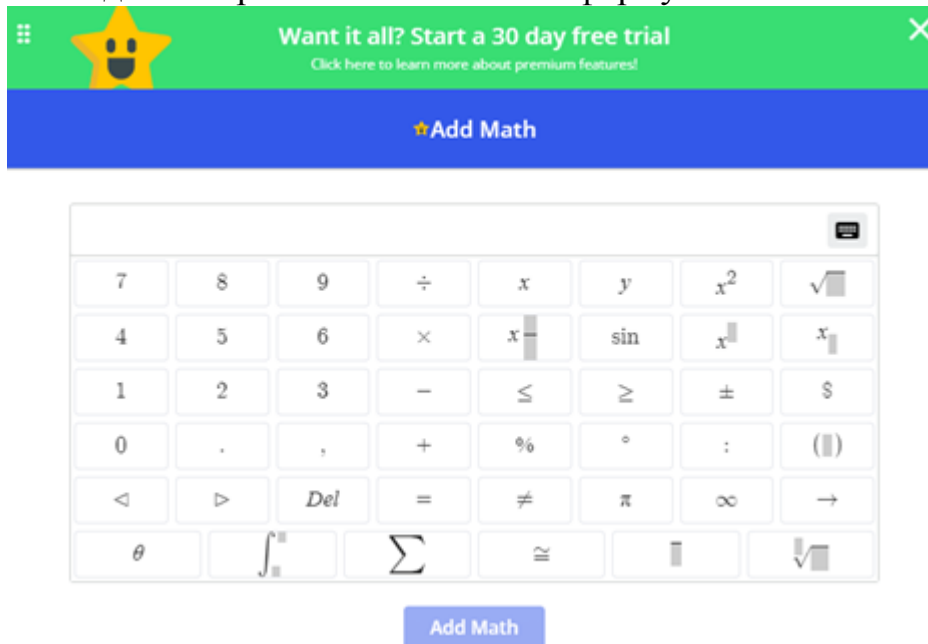 Want it all? Start a 30 day free trial
Click here to learn more about premium features!
Add Math
7 8 9 ÷ x y x² √
4 5 6 × x sin x x
1 2 3 − ≤ ≥ ± $
0 . , + % ° : ()
◁ ▷ Del = ≠ π ∞ →
θ ∫ ∑ ≅ √
Add Math